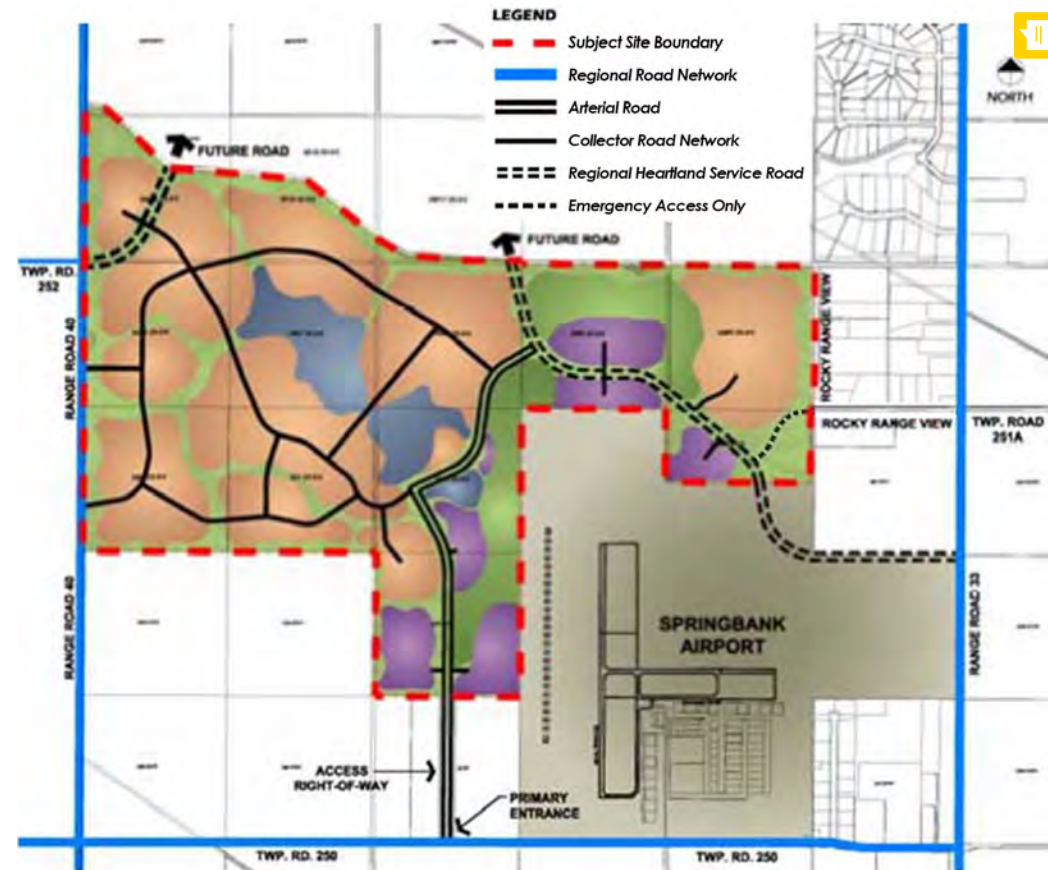 LEGEND
Subject Site Boundary
Regional Road Network
Arterial Road
Collector Road Network
Regional Heartland Service Road
Emergency Access Only
NORTH
FUTURE ROAD
FUTURE ROAD
TWP. RD.
252
RANGE ROAD 40
ROCKY RANGE VIEW
ROCKY RANGE VIEW
TWP. ROAD
251A
RANGE ROAD 40
SPRINGBANK
AIRPORT
RANGE ROAD 33
ACCESS
RIGHT-OF-WAY
PRIMARY
ENTRANCE
TWP. RD. 250
TWP. RD. 250